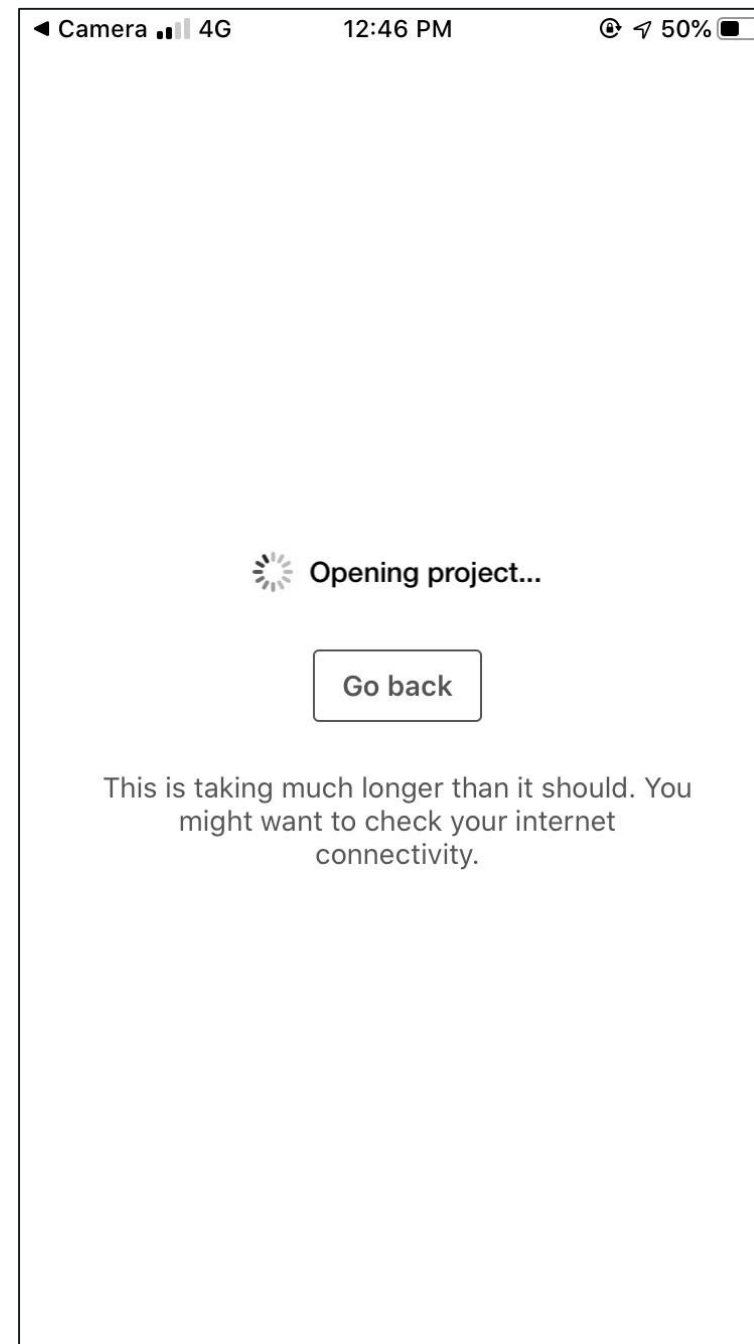 ◀ Camera 4G 12:46 PM 50%
Opening project...
Go back
This is taking much longer than it should. You
might want to check your internet
connectivity.